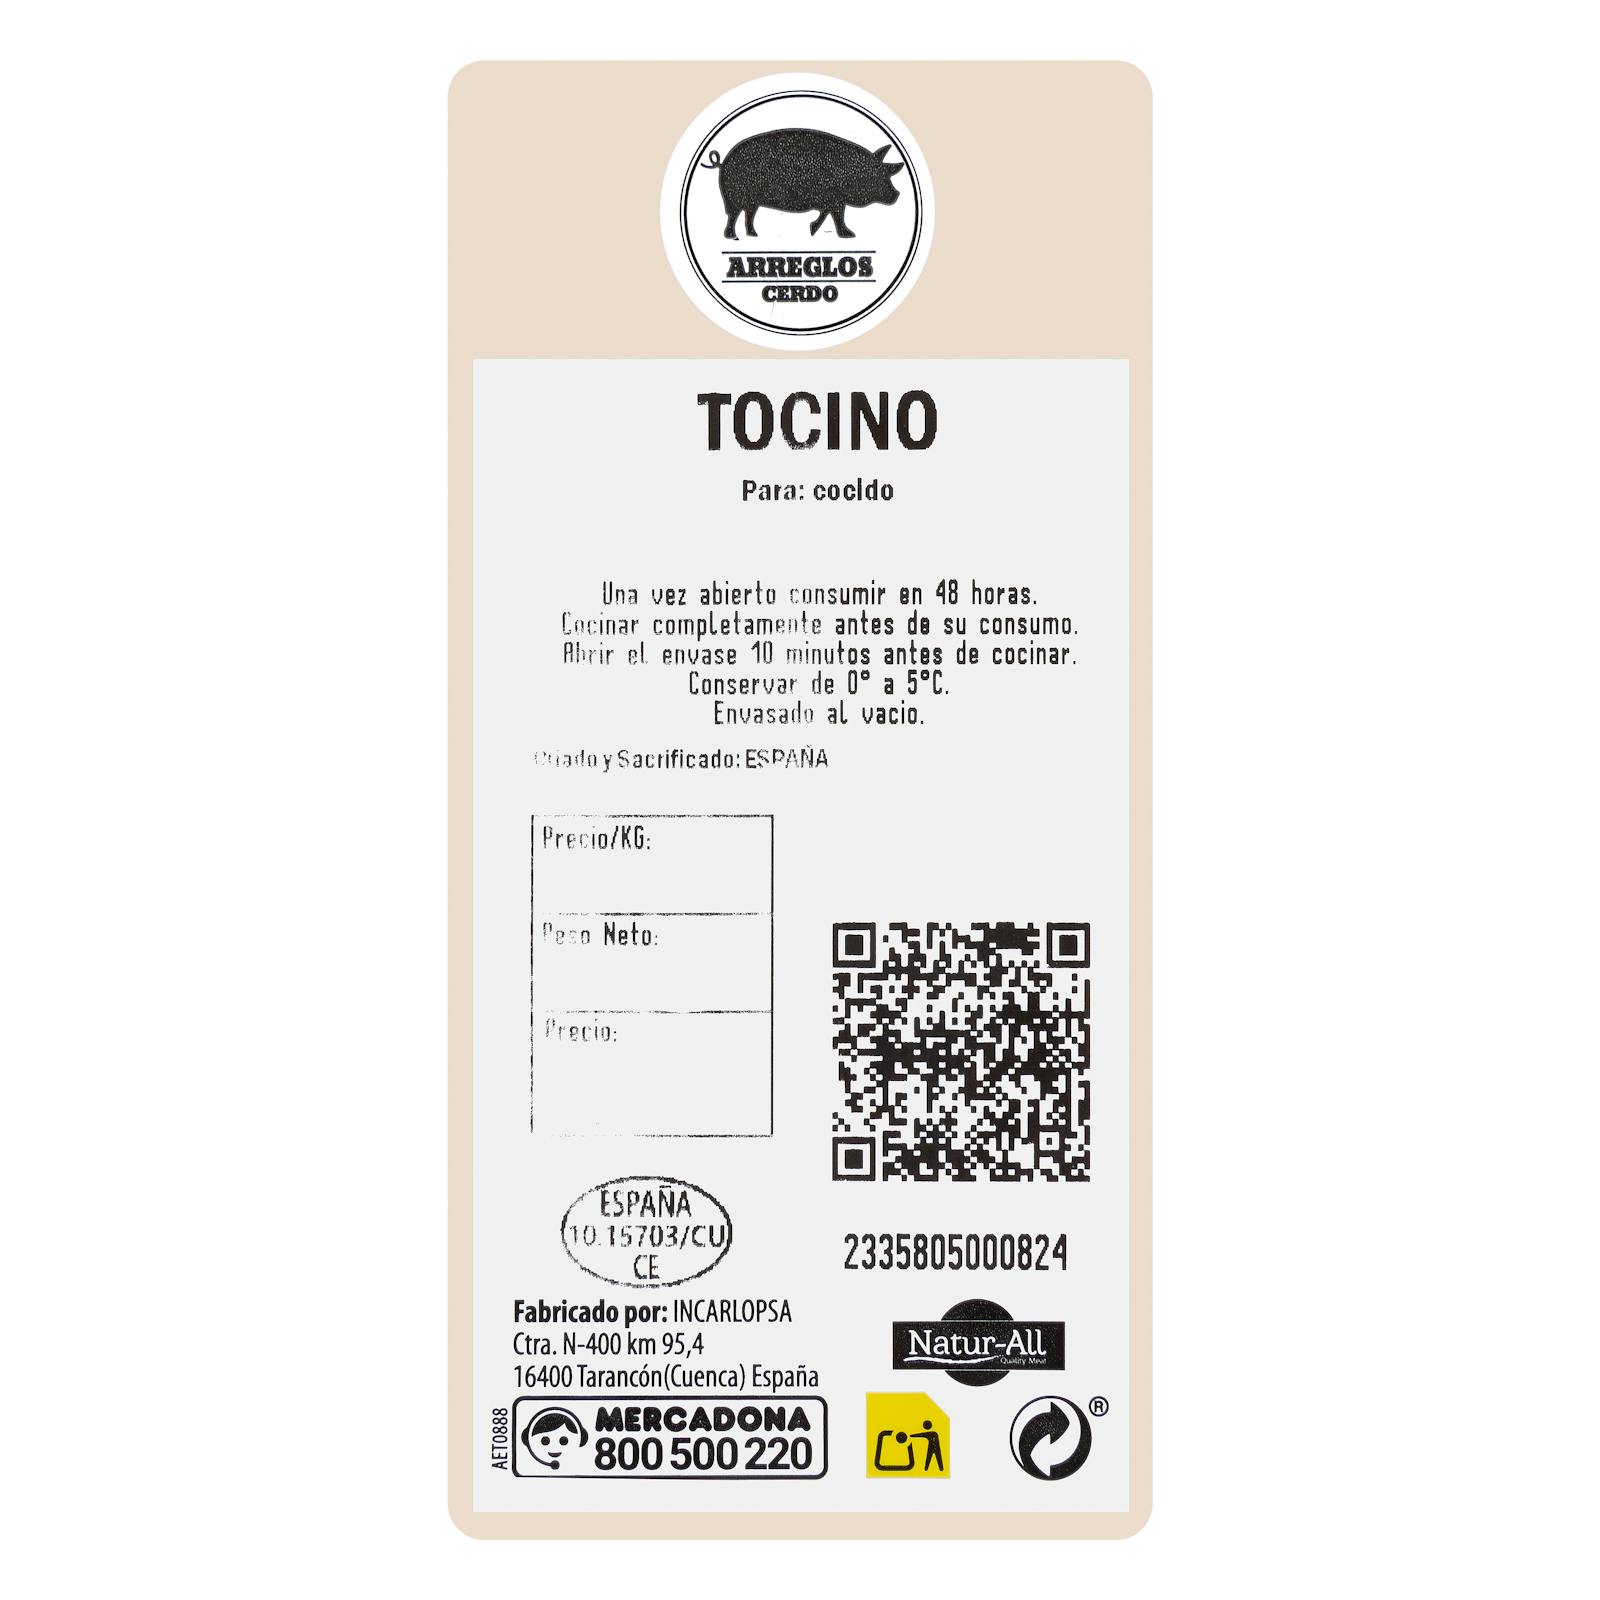 ARREGLOS
CERDO
TOCINO
Para: cocido
Una vez abierto consumir en 48 horas.
Cocinar completamente antes de su consumo.
Abrir el envase 10 minutos antes de cocinar.
Conservar de 0° a 5°C.
Envasado al vacio.
Criado y Sacrificado: ESPAÑA
Precio/KG:
Peso Neto:
Precio:
ESPAÑA
10.15703/CU
CE
2335805000824
Fabricado por: INCARLOPSA
Ctra. N-400 km 95,4
16400 Tarancón(Cuenca) España
Natur-All
Quality Meat
AET0888
MERCADONA
800 500 220
®